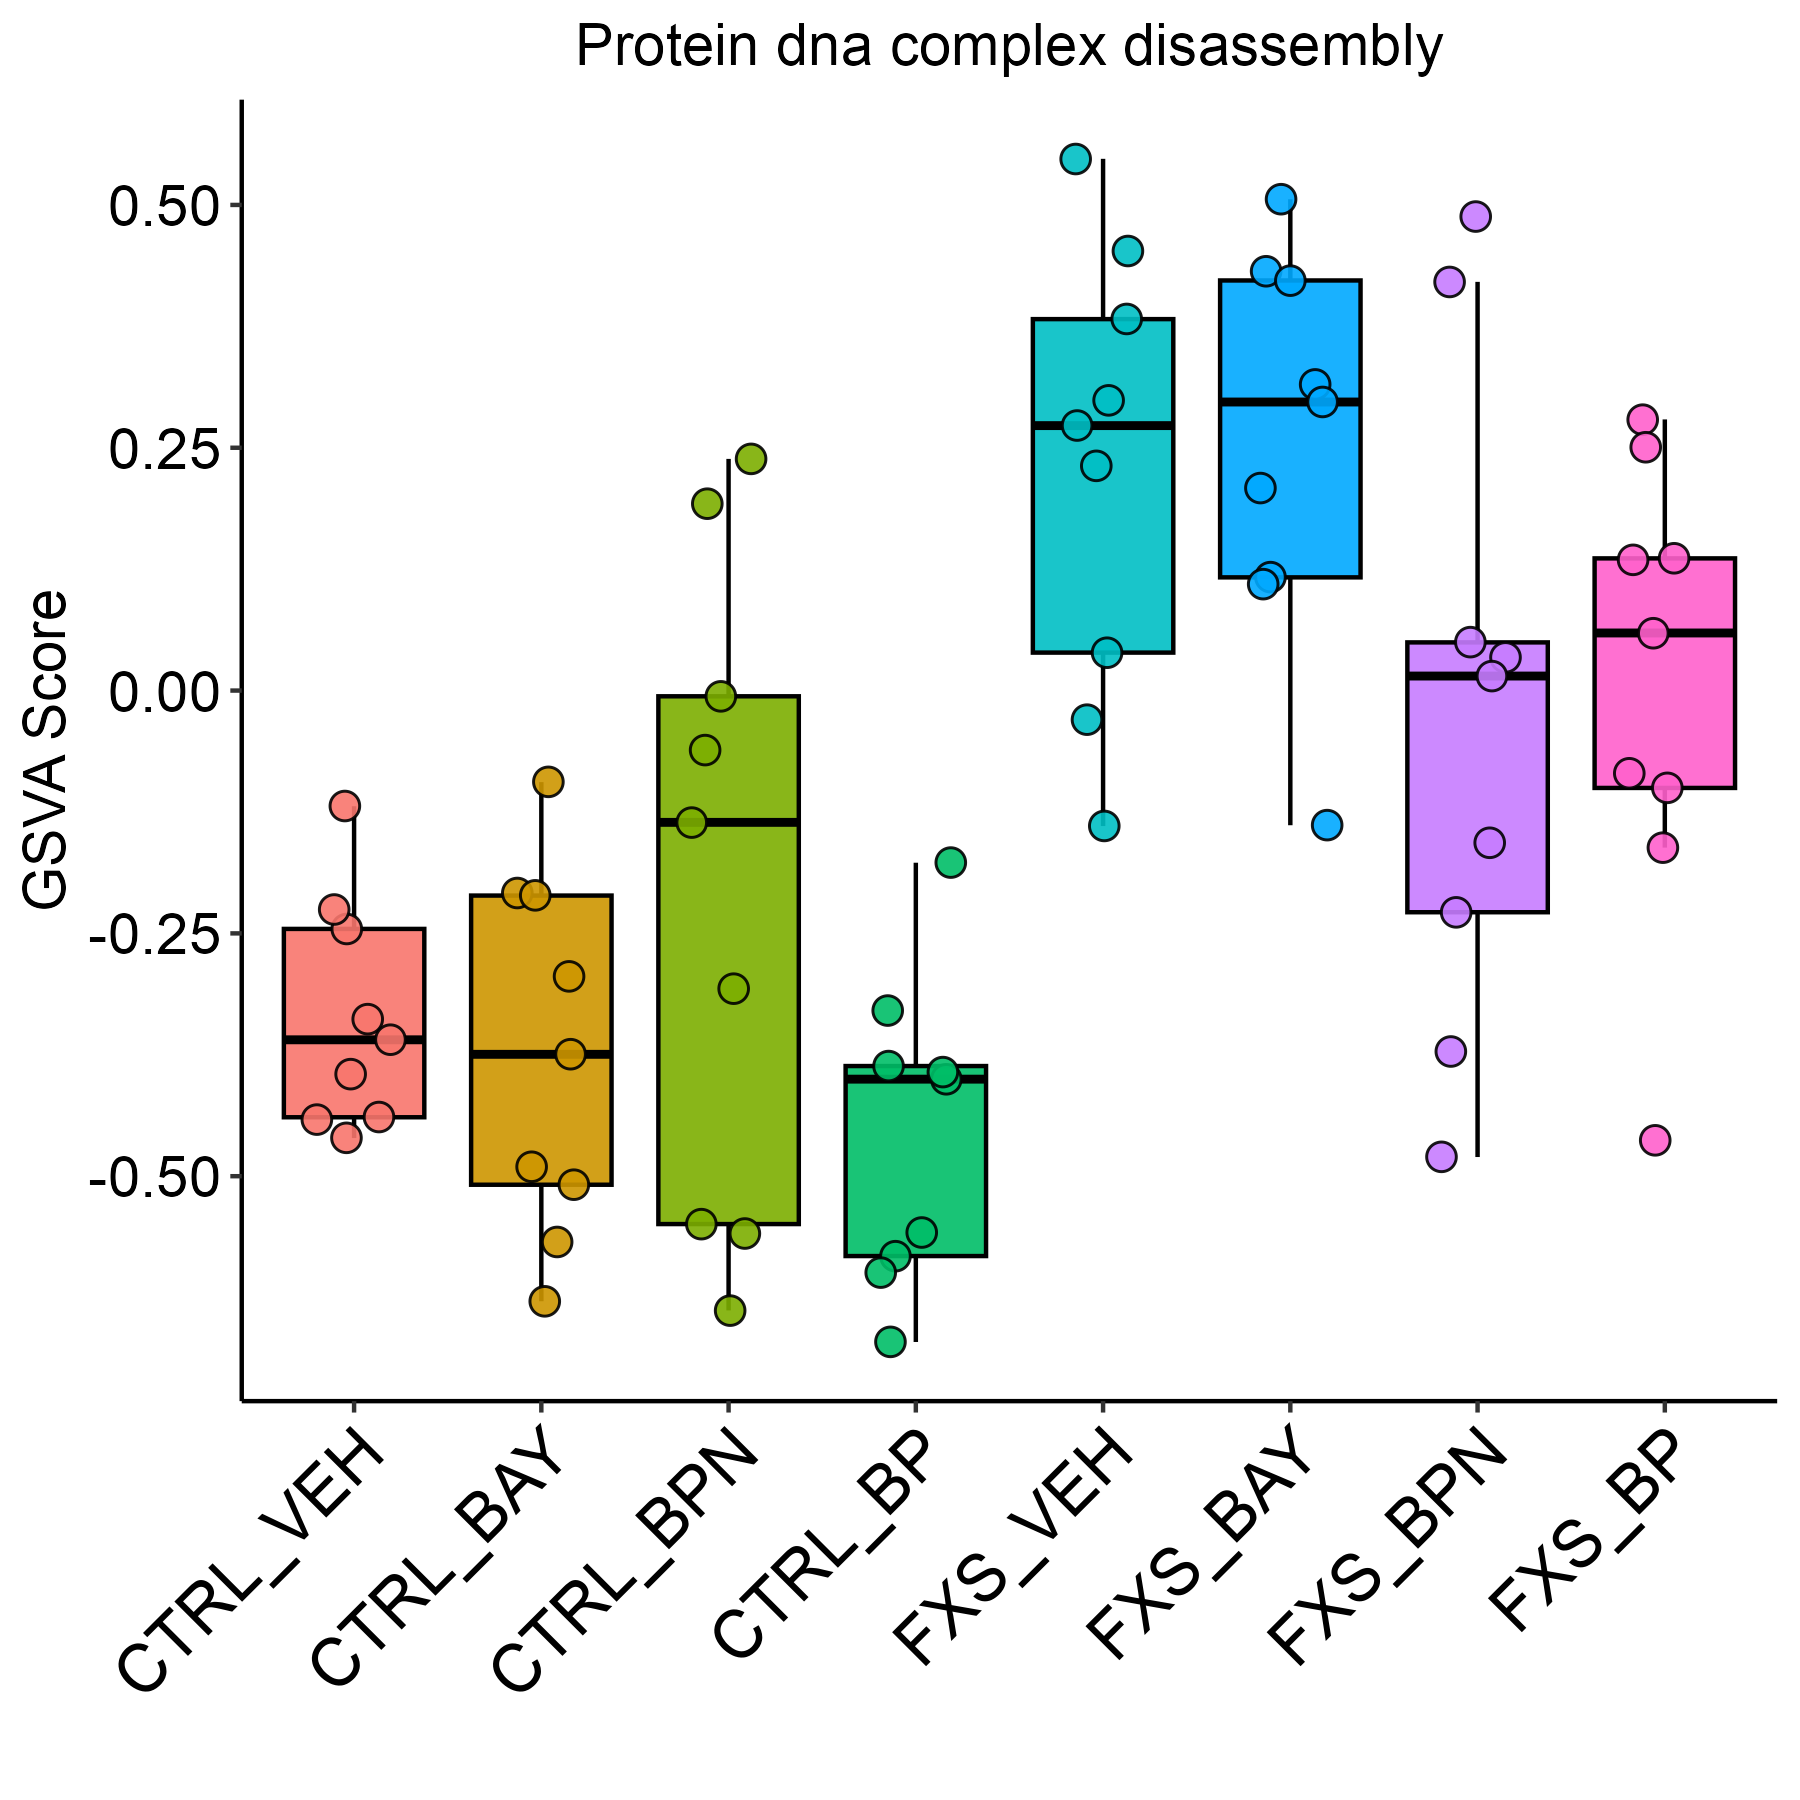 Protein dna complex disassembly
GSVA Score
0.50
0.25
0.00
-0.25
-0.50
CTRL_VEH
CTRL_BAY
CTRL_BPN
CTRL_BP
FXS_VEH
FXS_BAY
FXS_BPN
FXS_BP